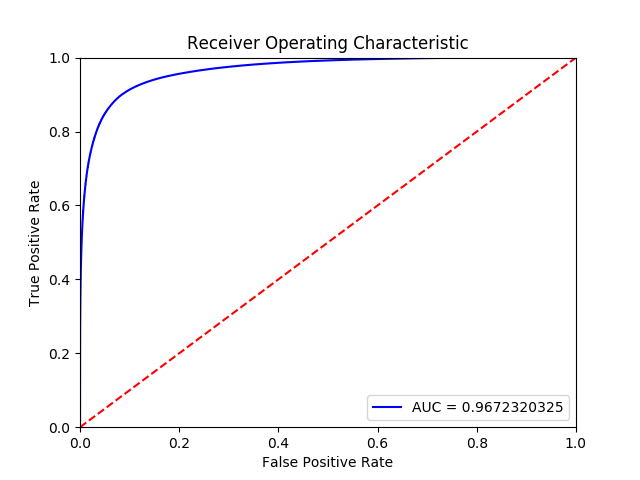 Receiver Operating Characteristic
True Positive Rate
1.0
0.8
0.6
0.4
0.2
0.0
AUC = 0.9672320325
0.0 0.2 0.4 0.6 0.8 1.0
False Positive Rate